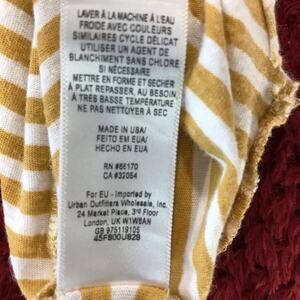 LAVER À LA MACHINE À L'EAU
FROIDE AVEC COULEURS
SIMILAIRES CYCLE DÉLICAT
UTILISER UN AGENT DE
BLANCHIMENT SANS CHLORE
SI NÉCESSAIRE
METTRE EN FORME ET SÉCHER
À PLAT REPASSER, AU BESOIN
À TRÈS BASSE TEMPÉRATURE
NE PAS NETTOYER À SEC
MADE IN USA/
FEITO EM EUA/
HECHO EN EUA
RN #66170
CA #32054
For EU - Imported by
Urban Outfitters Wholesale, Inc.
24 Market Place, 3rd Floor
London, UK W1W8AN
GB 975119105
45F800U829